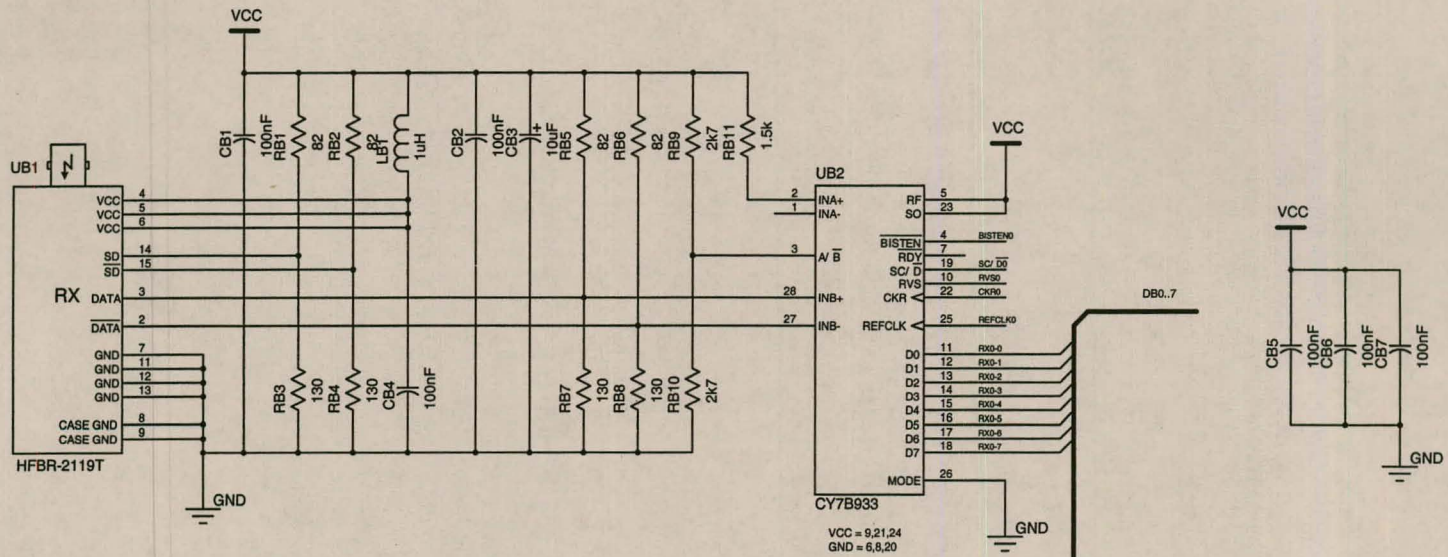 VCC
CB1
100nF
RB1
82
RB2
82
LB1
1uH
CB2
100nF
CB3
+
10uF
RB5
82
RB6
82
RB9
2k7
RB11
1.5k
VCC
UB1
VCC 4
VCC 5
VCC 6
SD 14
SD 15
RX
DATA 3
DATA 2
GND 7
GND 11
GND 12
GND 13
CASE GND 8
CASE GND 9
HFBR-2119T
GND
RB3
130
RB4
130
CB4
100nF
RB7
130
RB8
130
RB10
2k7
UB2
2 INA+
1 INA-
3 A/ B
28 INB+
27 INB-
RF 5
SO 23
BISTEN 4 BISTEN0
RDY 7
SC/ D 19 SC/ D0
RVS 10 RVS0
CKR 22 CKR0
REFCLK 25 REFCLK0
D0 11 RX0-0
D1 12 RX0-1
D2 13 RX0-2
D3 14 RX0-3
D4 15 RX0-4
D5 16 RX0-5
D6 17 RX0-6
D7 18 RX0-7
MODE 26
CY7B933
VCC = 9,21,24
GND = 6,8,20
GND
DB0..7
VCC
CB5
100nF
CB6
100nF
CB7
100nF
GND